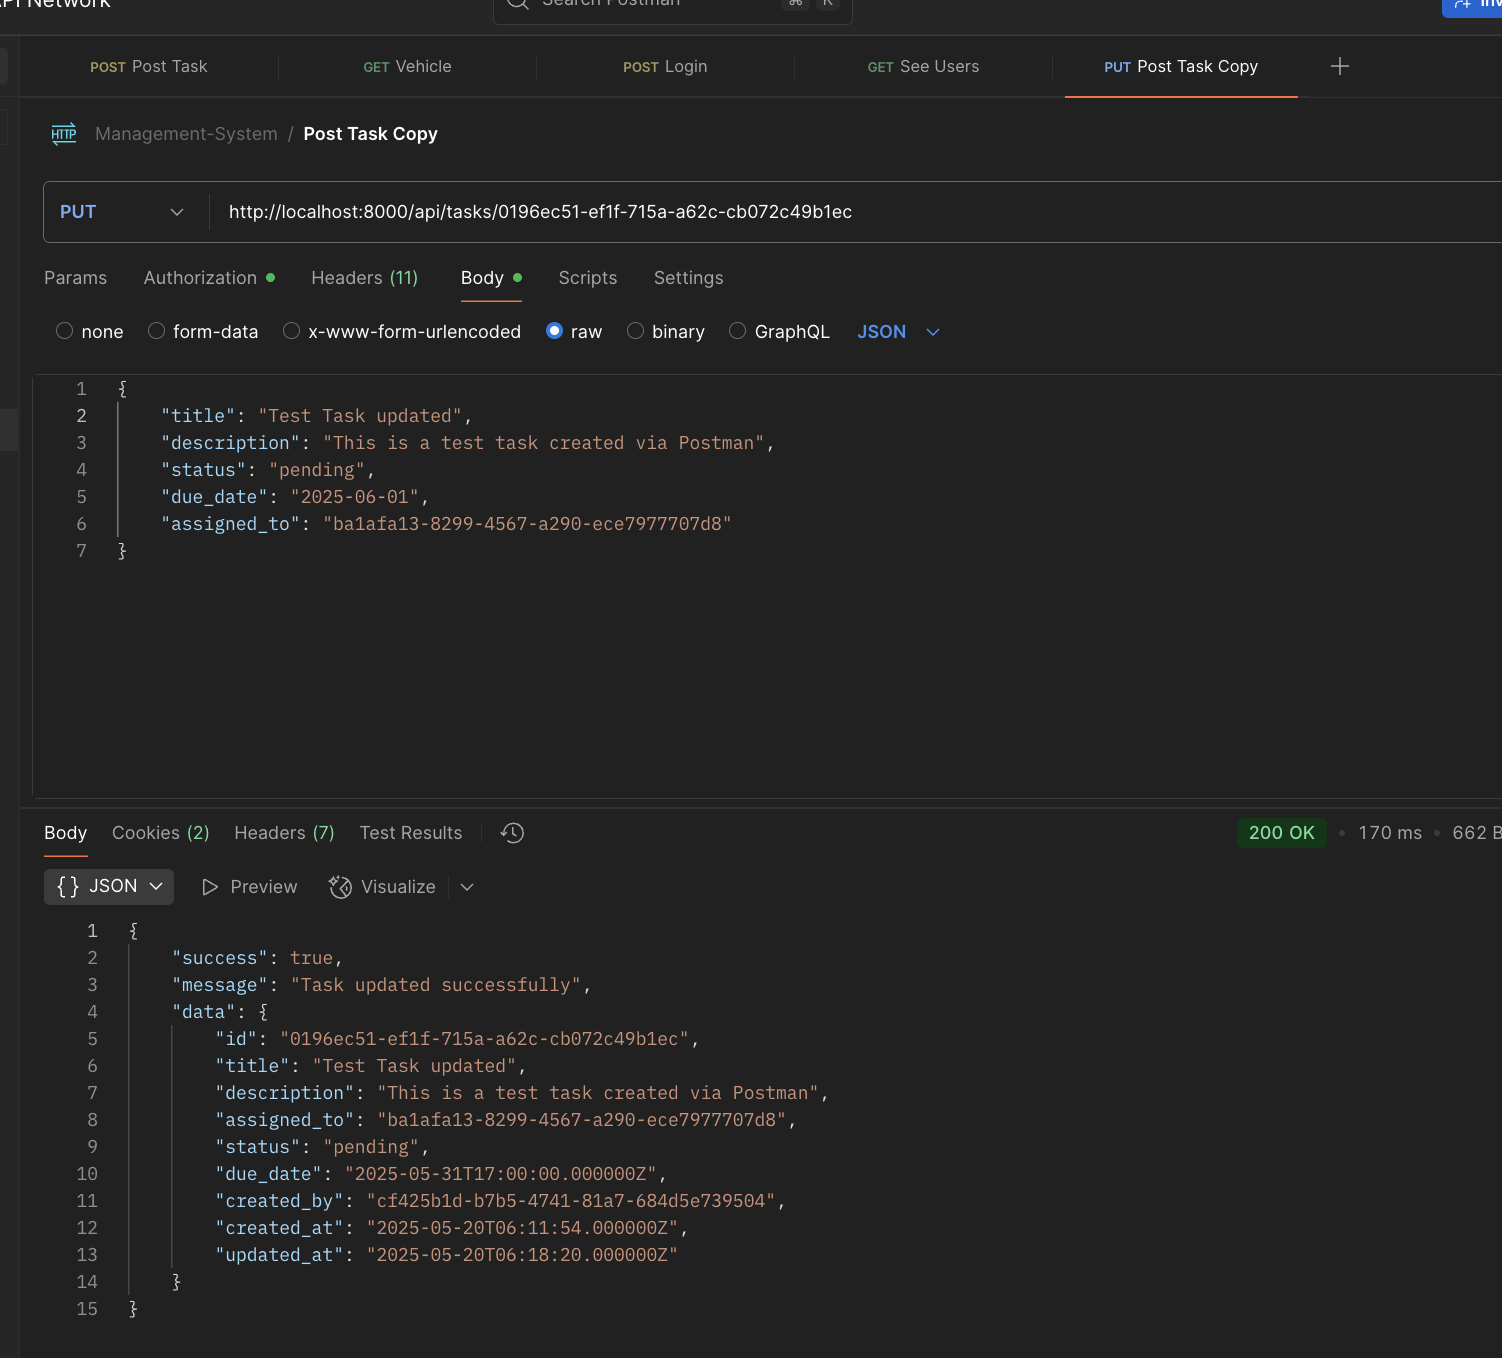 API Network
Search Postman ⌘ K
POST Post Task GET Vehicle POST Login GET See Users PUT Post Task Copy
HTTP Management-System / Post Task Copy
PUT http://localhost:8000/api/tasks/0196ec51-ef1f-715a-a62c-cb072c49b1ec
Params Authorization Headers (11) Body Scripts Settings
none form-data x-www-form-urlencoded raw binary GraphQL JSON
1 {
2 "title": "Test Task updated",
3 "description": "This is a test task created via Postman",
4 "status": "pending",
5 "due_date": "2025-06-01",
6 "assigned_to": "ba1afa13-8299-4567-a290-ece7977707d8"
7 }
Body Cookies (2) Headers (7) Test Results 200 OK • 170 ms • 662 B
{} JSON Preview Visualize
1 {
2 "success": true,
3 "message": "Task updated successfully",
4 "data": {
5 "id": "0196ec51-ef1f-715a-a62c-cb072c49b1ec",
6 "title": "Test Task updated",
7 "description": "This is a test task created via Postman",
8 "assigned_to": "ba1afa13-8299-4567-a290-ece7977707d8",
9 "status": "pending",
10 "due_date": "2025-05-31T17:00:00.000000Z",
11 "created_by": "cf425b1d-b7b5-4741-81a7-684d5e739504",
12 "created_at": "2025-05-20T06:11:54.000000Z",
13 "updated_at": "2025-05-20T06:18:20.000000Z"
14 }
15 }